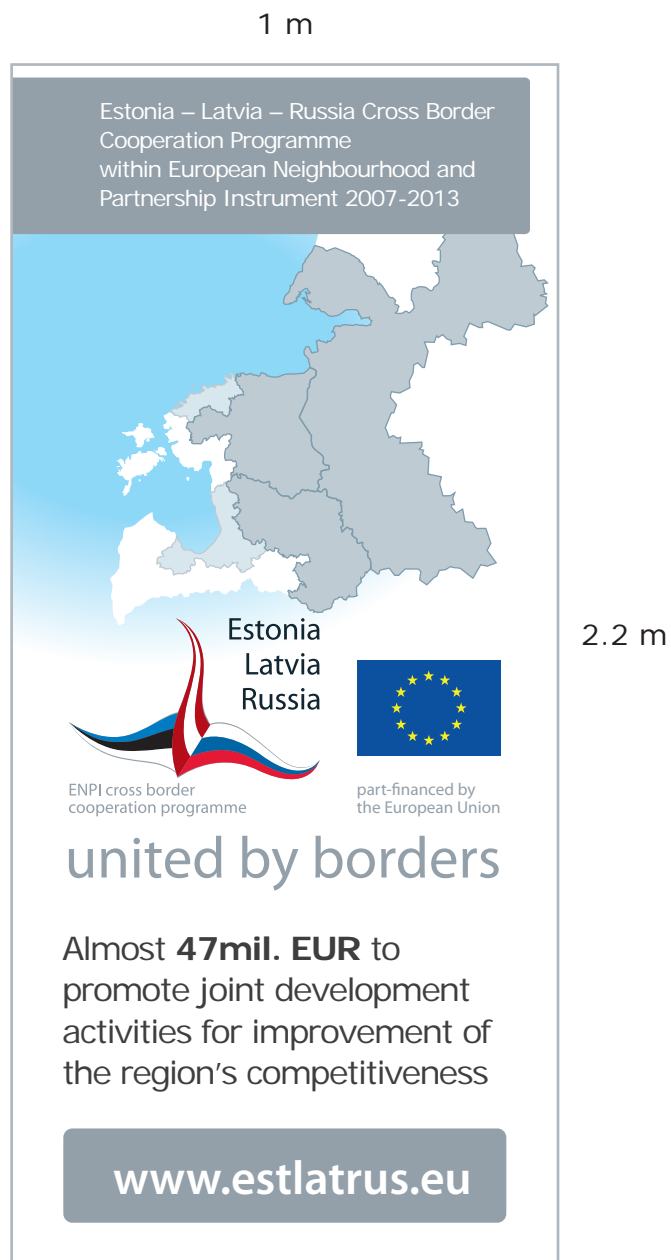 1 m
Estonia – Latvia – Russia Cross Border
Cooperation Programme
within European Neighbourhood and
Partnership Instrument 2007-2013
2.2 m
Estonia
Latvia
Russia
ENPI cross border
cooperation programme
part-financed by
the European Union
united by borders
Almost 47mil. EUR to
promote joint development
activities for improvement of
the region's competitiveness
www.estlatrus.eu